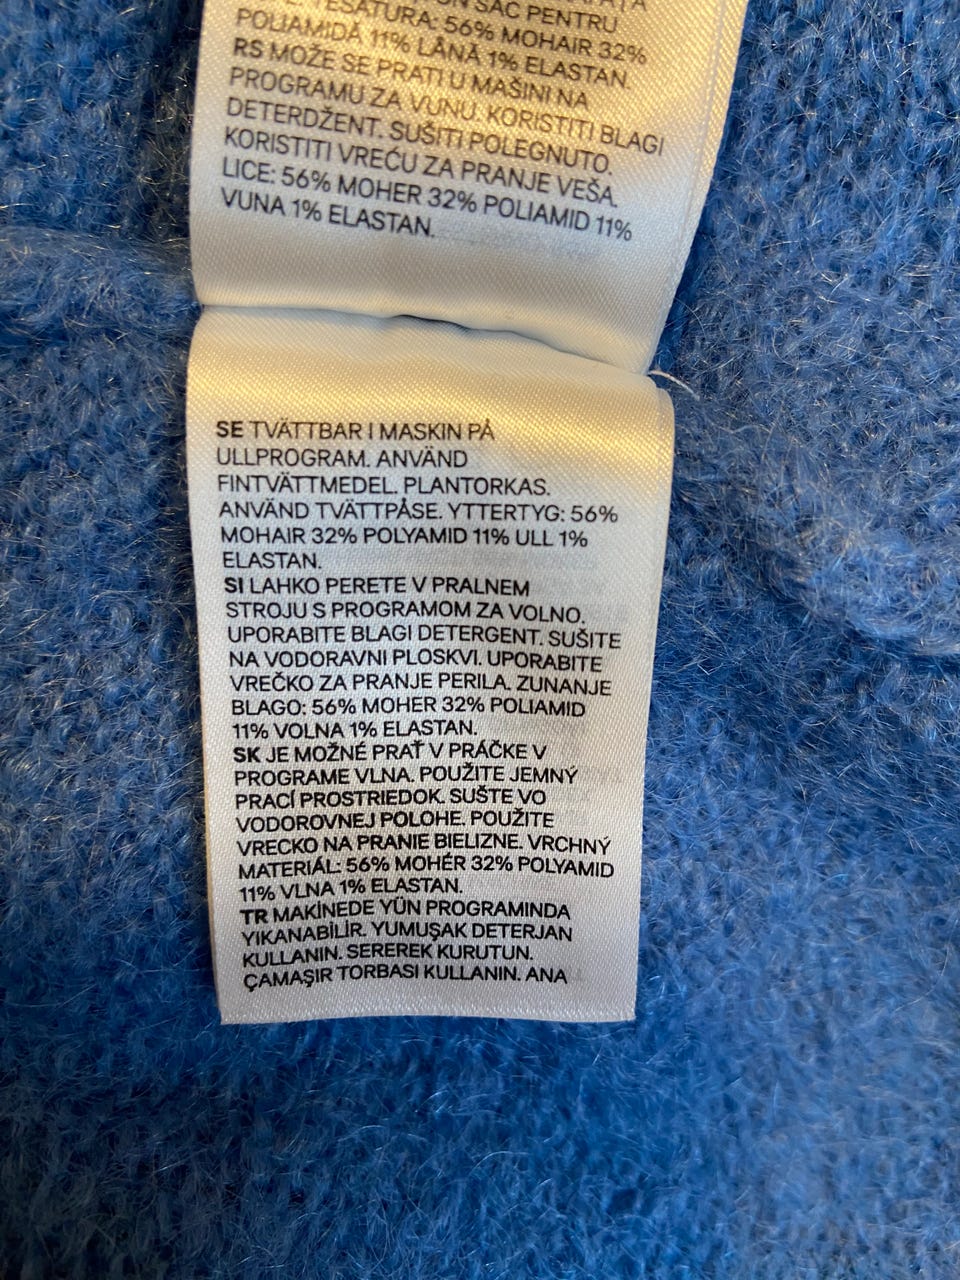 SAC PENTRU
ESATURA: 56% MOHAIR 32%
POLIAMIDĂ 11% LÂNĂ 1% ELASTAN.
RS MOŽE SE PRATI U MAŠINI NA
PROGRAMU ZA VUNU. KORISTITI BLAGI
DETERDŽENT. SUŠITI POLEGNUTO.
KORISTITI VREĆU ZA PRANJE VEŠA.
LICE: 56% MOHER 32% POLIAMID 11%
VUNA 1% ELASTAN.
SE TVÄTTBAR I MASKIN PÅ
ULLPROGRAM. ANVÄND
FINTVÄTTMEDEL. PLANTORKAS.
ANVÄND TVÄTTPÅSE. YTTERTYG: 56%
MOHAIR 32% POLYAMID 11% ULL 1%
ELASTAN.
SI LAHKO PERETE V PRALNEM
STROJU S PROGRAMOM ZA VOLNO.
UPORABITE BLAGI DETERGENT. SUŠITE
NA VODORAVNI PLOSKVI. UPORABITE
VREČKO ZA PRANJE PERILA. ZUNANJE
BLAGO: 56% MOHER 32% POLIAMID
11% VOLNA 1% ELASTAN.
SK JE MOŽNÉ PRAŤ V PRÁČKE V
PROGRAME VLNA. POUŽITE JEMNÝ
PRACÍ PROSTRIEDOK. SUŠTE VO
VODOROVNEJ POLOHE. POUŽITE
VRECKO NA PRANIE BIELIZNE. VRCHNÝ
MATERIÁL: 56% MOHÉR 32% POLYAMID
11% VLNA 1% ELASTAN.
TR MAKİNEDE YÜN PROGRAMINDA
YIKANABİLİR. YUMUŞAK DETERJAN
KULLANIN. SEREREK KURUTUN.
ÇAMAŞIR TORBASI KULLANIN. ANA